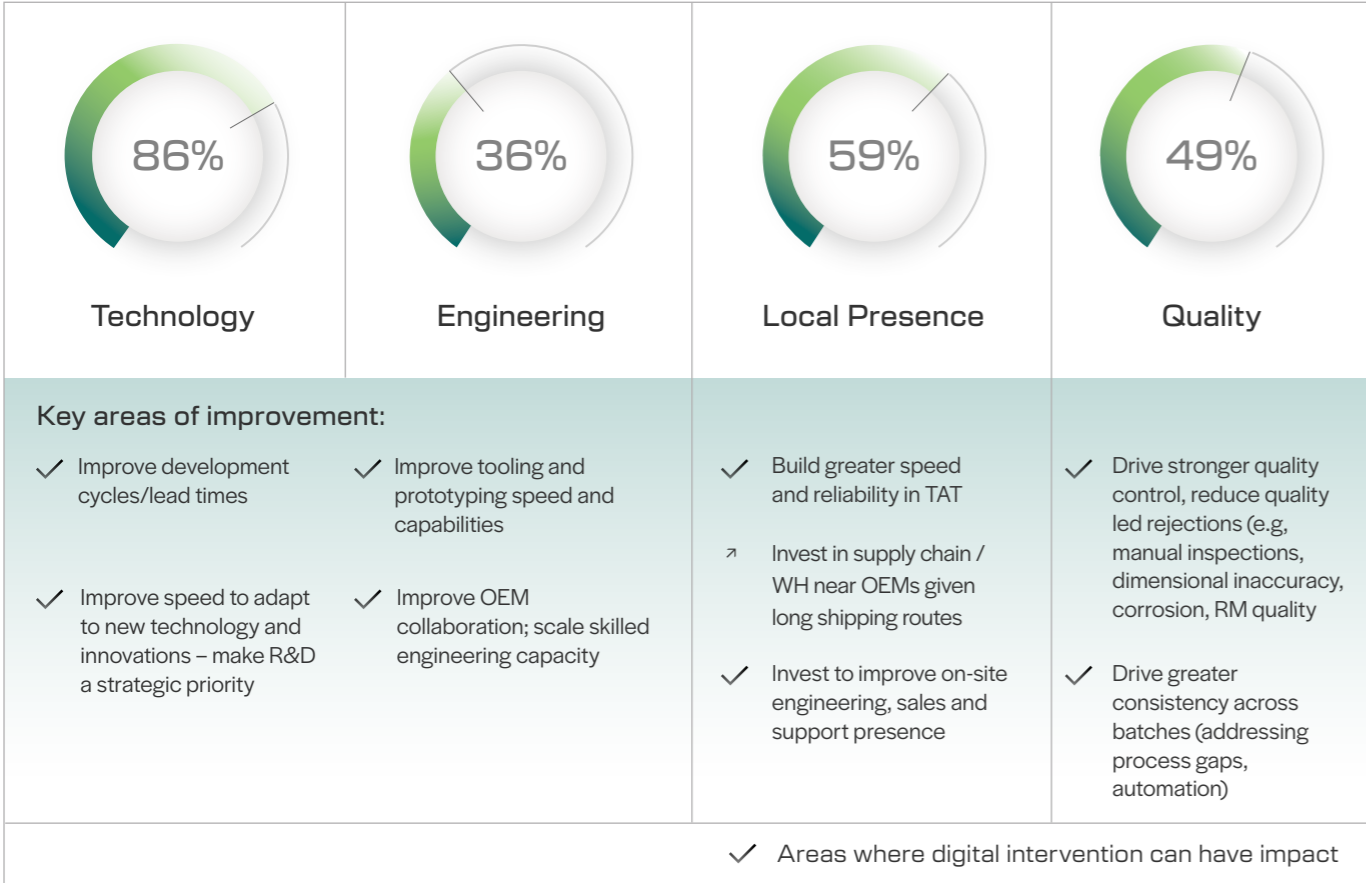 86%
36%
59%
49%
Technology
Engineering
Local Presence
Quality
Key areas of improvement:
Improve development
cycles/lead times
Improve tooling and
prototyping speed and
capabilities
Improve speed to adapt
to new technology and
innovations – make R&D
a strategic priority
Improve OEM
collaboration; scale skilled
engineering capacity
Build greater speed
and reliability in TAT
Invest in supply chain /
WH near OEMs given
long shipping routes
Invest to improve on-site
engineering, sales and
support presence
Drive stronger quality
control, reduce quality
led rejections (e.g,
manual inspections,
dimensional inaccuracy,
corrosion, RM quality
Drive greater
consistency across
batches (addressing
process gaps,
automation)
Areas where digital intervention can have impact